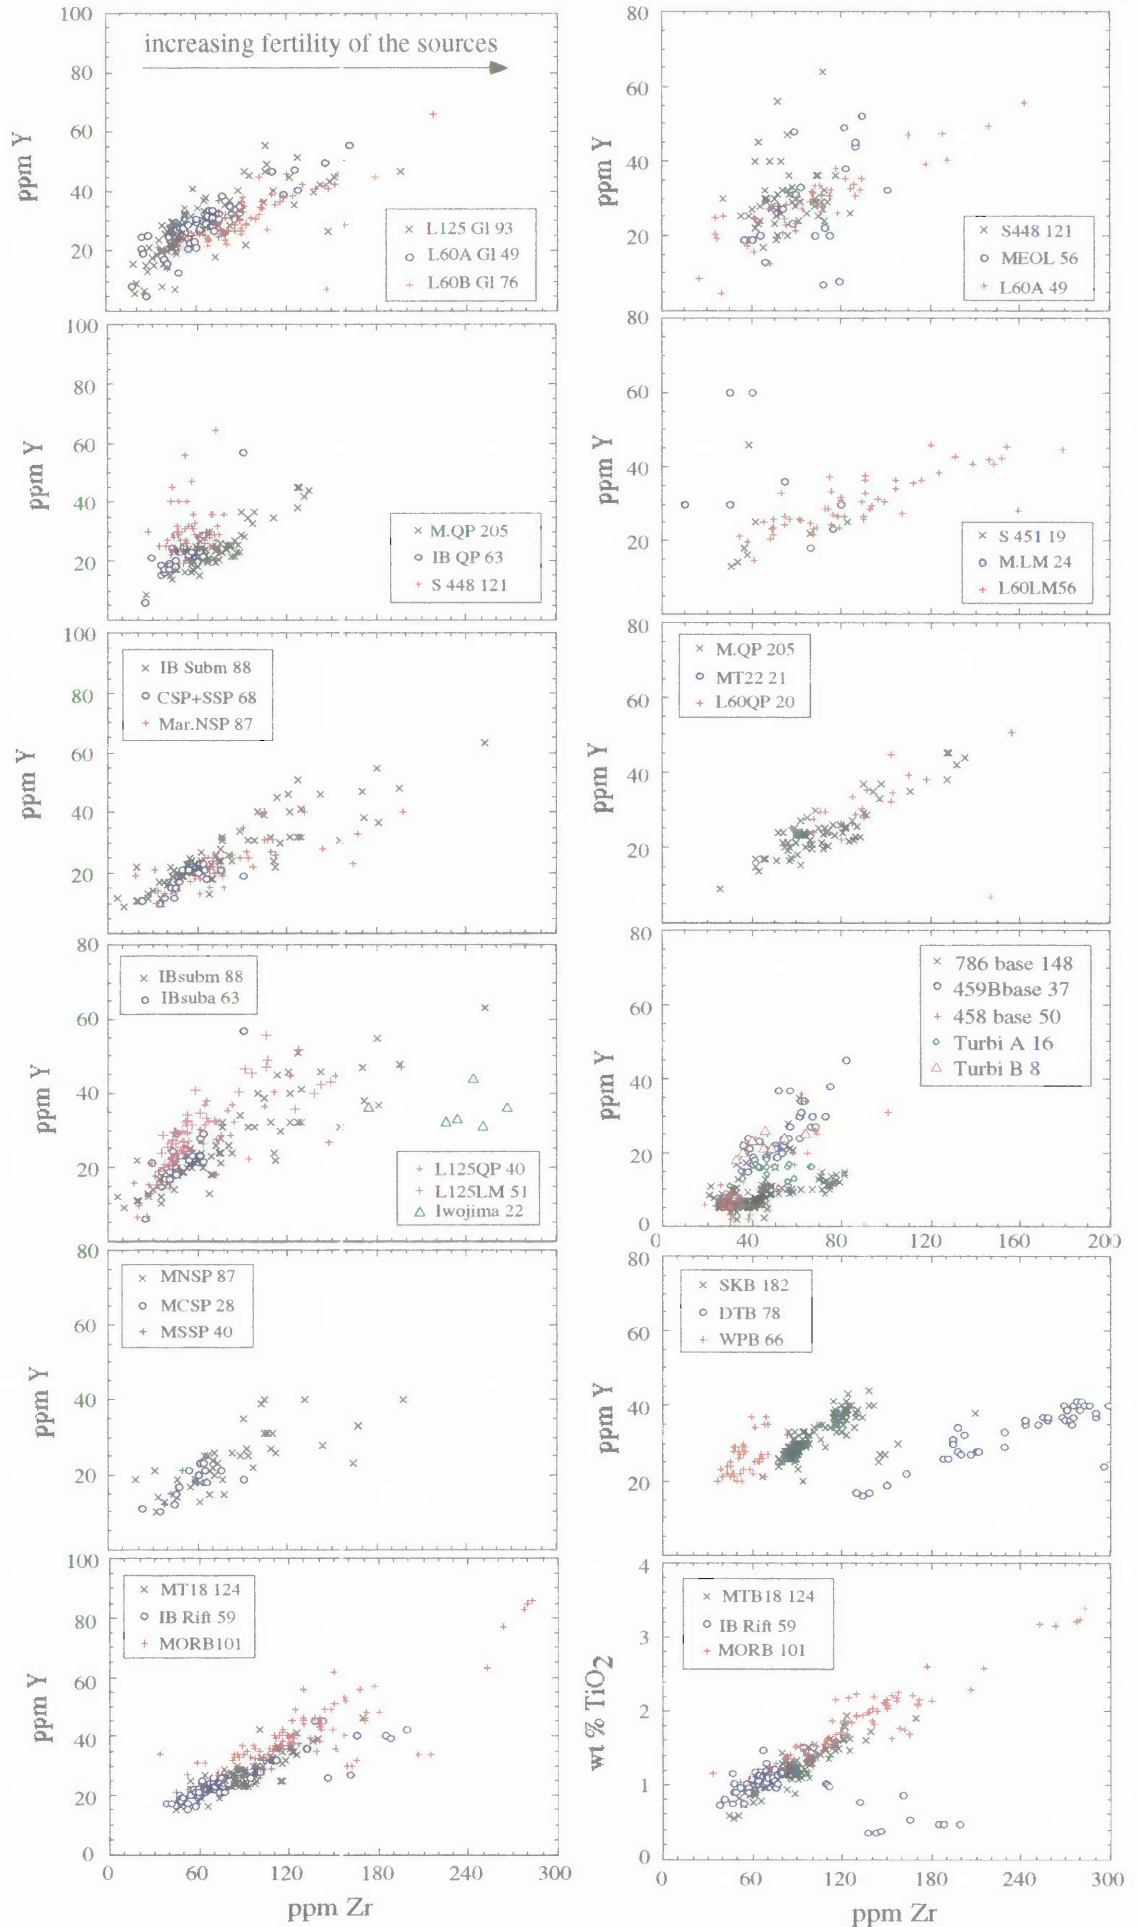 100
80
60
40
20
ppm Y
increasing fertility of the sources
× L125 Gl 93
○ L60A Gl 49
+ L60B Gl 76
80
60
40
20
0
ppm Y
× S448 121
○ MEOL 56
+ L60A 49
100
80
60
40
20
ppm Y
× M.QP 205
○ IB QP 63
+ S 448 121
80
60
40
20
0
ppm Y
× S 451 19
○ M.LM 24
+ L60LM56
100
80
60
40
20
ppm Y
× IB Subm 88
○ CSP+SSP 68
+ Mar.NSP 87
80
60
40
20
0
ppm Y
× M.QP 205
○ MT22 21
+ L60QP 20
80
60
40
20
0
ppm Y
× IBsubm 88
○ IBsuba 63
+ L125QP 40
+ L125LM 51
△ Iwojima 22
80
60
40
20
0
ppm Y
× 786 base 148
○ 459Bbase 37
+ 458 base 50
◇ Turbi A 16
△ Turbi B 8
0 40 80 120 160 200
80
60
40
20
0
ppm Y
× MNSP 87
○ MCSP 28
+ MSSP 40
80
60
40
20
0
ppm Y
× SKB 182
○ DTB 78
+ WPB 66
100
80
60
40
20
0
ppm Y
× MT18 124
○ IB Rift 59
+ MORB101
0 60 120 180 240 300
ppm Zr
4
3
2
1
0
wt % TiO2
× MTB18 124
○ IB Rift 59
+ MORB 101
0 60 120 180 240 300
ppm Zr